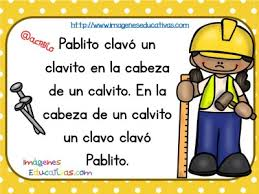 http://www.imageneseducativas.com
Pablito clavó un
clavito en la cabeza
de un calvito. En la
cabeza de un calvito
un clavo clavó
Pablito.
imágenes
Educativas.com